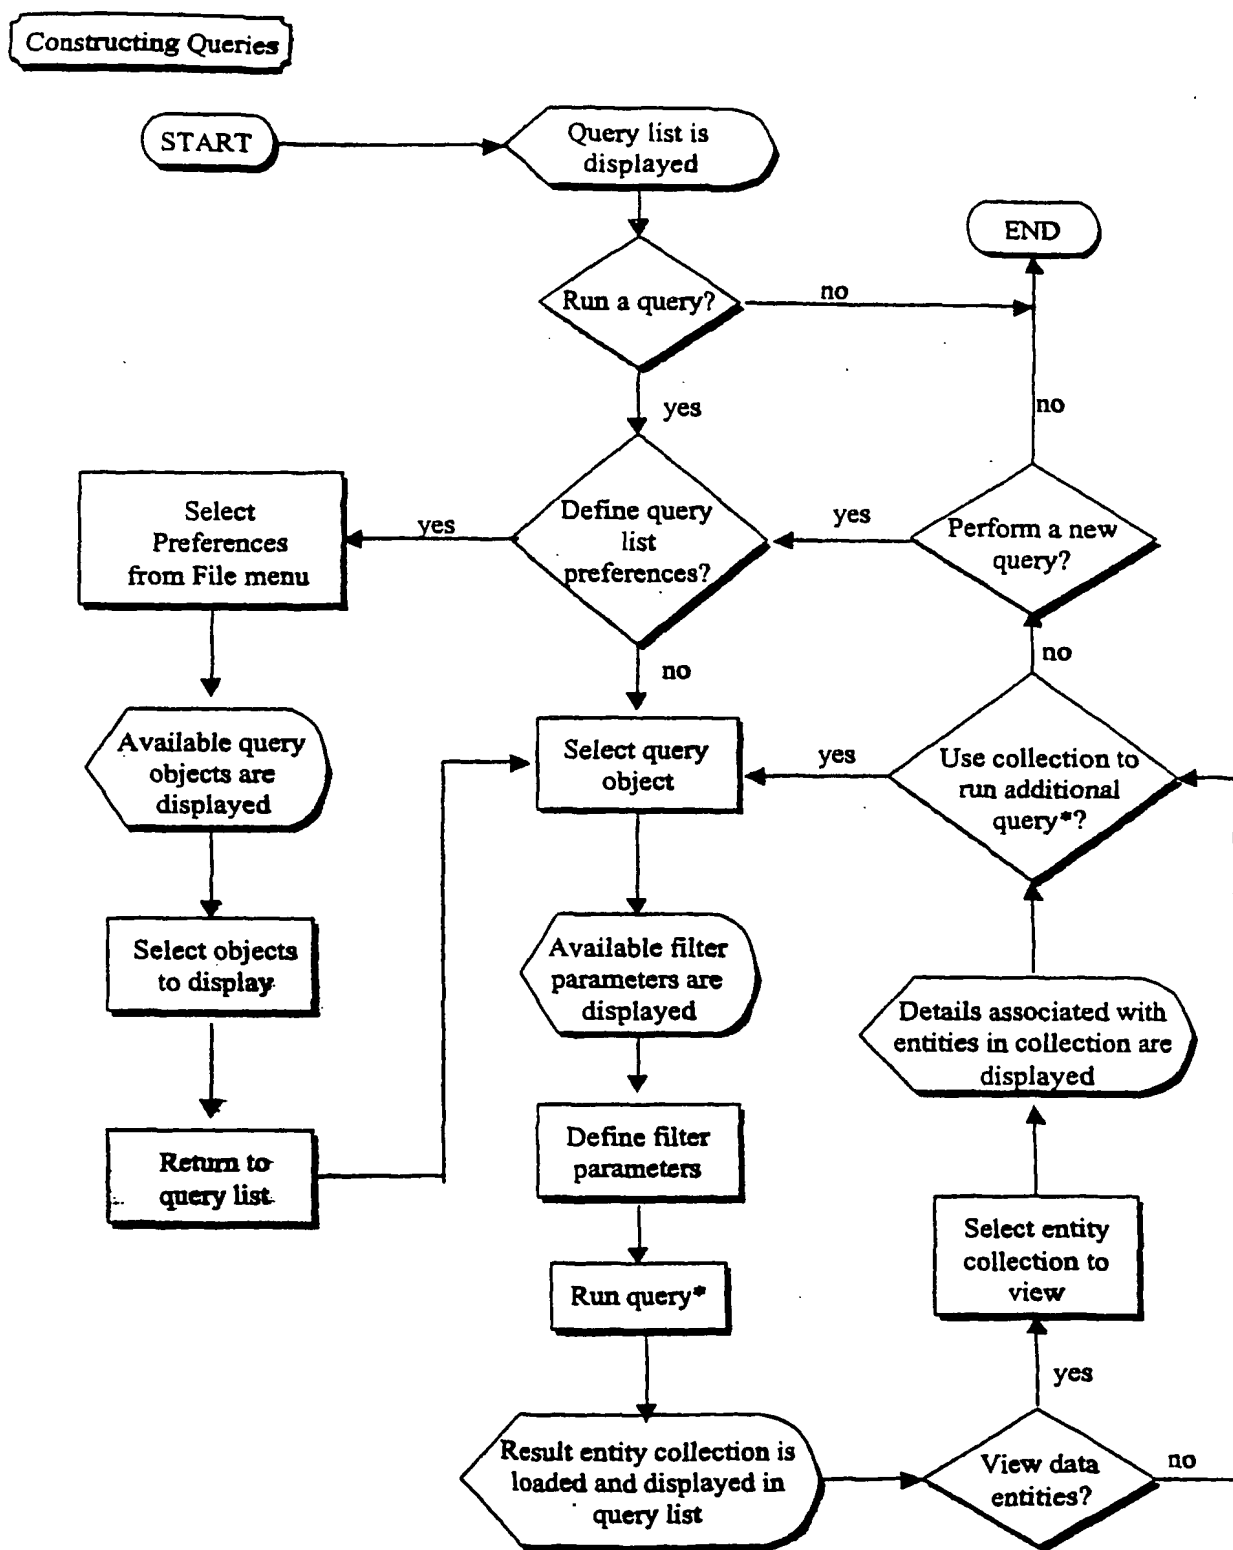 Constructing Queries
START
Query list is
displayed
END
Run a query?
no
yes
no
Select
Preferences
from File menu
yes
Define query
list
preferences?
yes
Perform a new
query?
no
no
Available query
objects are
displayed
Select query
object
yes
Use collection to
run additional
query*?
Select objects
to display
Available filter
parameters are
displayed
Details associated with
entities in collection are
displayed
Return to
query list
Define filter
parameters
Select entity
collection to
view
Run query*
yes
Result entity collection is
loaded and displayed in
query list
View data
entities?
no